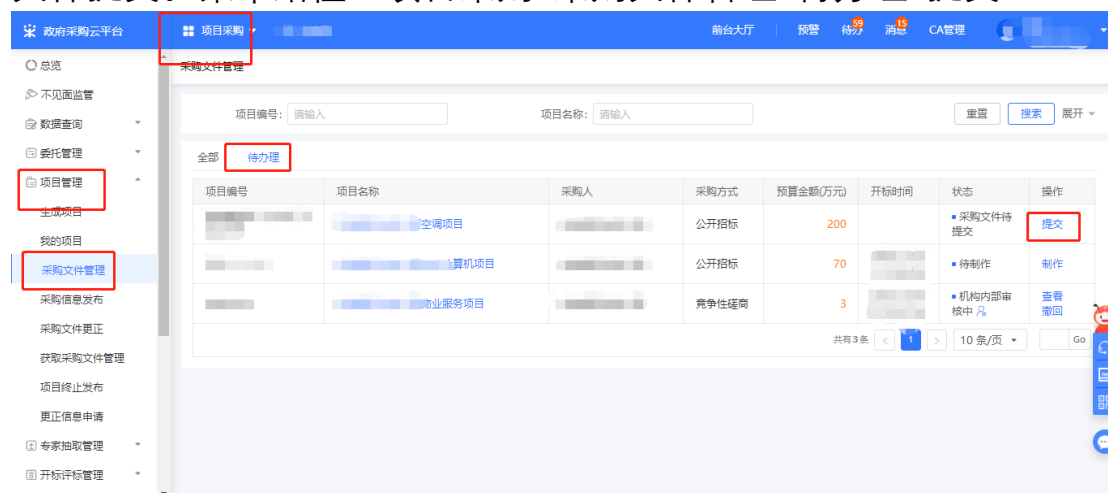 政府采购云平台
项目采购
前台大厅
预警
待办
59
消息
15
CA管理
总览
不见面监管
数据查询
委托管理
项目管理
生成项目
我的项目
采购文件管理
采购信息发布
采购文件更正
获取采购文件管理
项目终止发布
更正信息申请
专家抽取管理
开标评标管理
采购文件管理
项目编号: 请输入
项目名称: 请输入
重置 搜索 展开
全部 待办理
项目编号 项目名称 采购人 采购方式 预算金额(万元) 开标时间 状态 操作
空调项目 公开招标 200 采购文件待提交 提交
算机项目 公开招标 70 待制作 制作
物业服务项目 竞争性磋商 3 机构内部审核中 查看 撤回
共有3条 < 1 > 10 条/页 Go